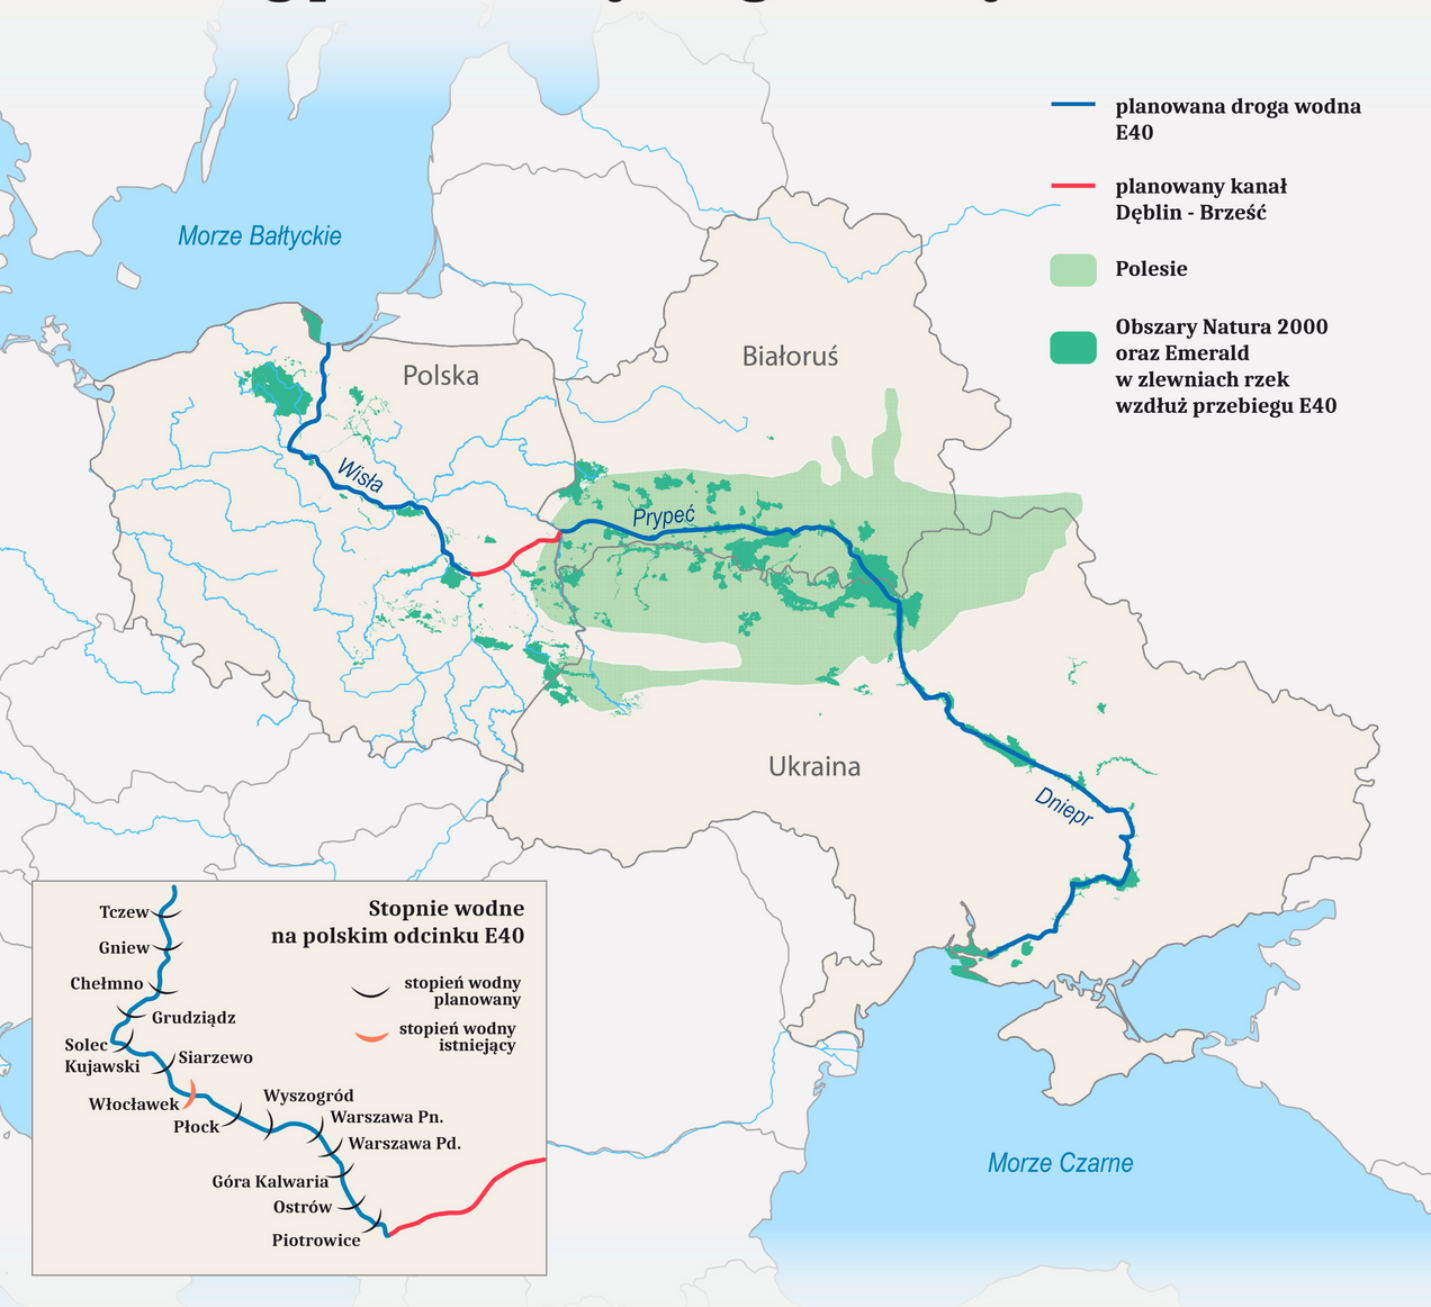 planowana droga wodna
E40
planowany kanał
Dęblin - Brześć
Polesie
Obszary Natura 2000
oraz Emerald
w zlewniach rzek
wzdłuż przebiegu E40
Morze Bałtyckie
Polska
Białoruś
Wisła
Prypeć
Ukraina
Dniepr
Morze Czarne
Stopnie wodne
na polskim odcinku E40
stopień wodny
planowany
stopień wodny
istniejący
Tczew
Gniew
Chełmno
Grudziądz
Solec
Kujawski
Siarzewo
Włocławek
Płock
Wyszogród
Warszawa Pn.
Warszawa Pd.
Góra Kalwaria
Ostrów
Piotrowice